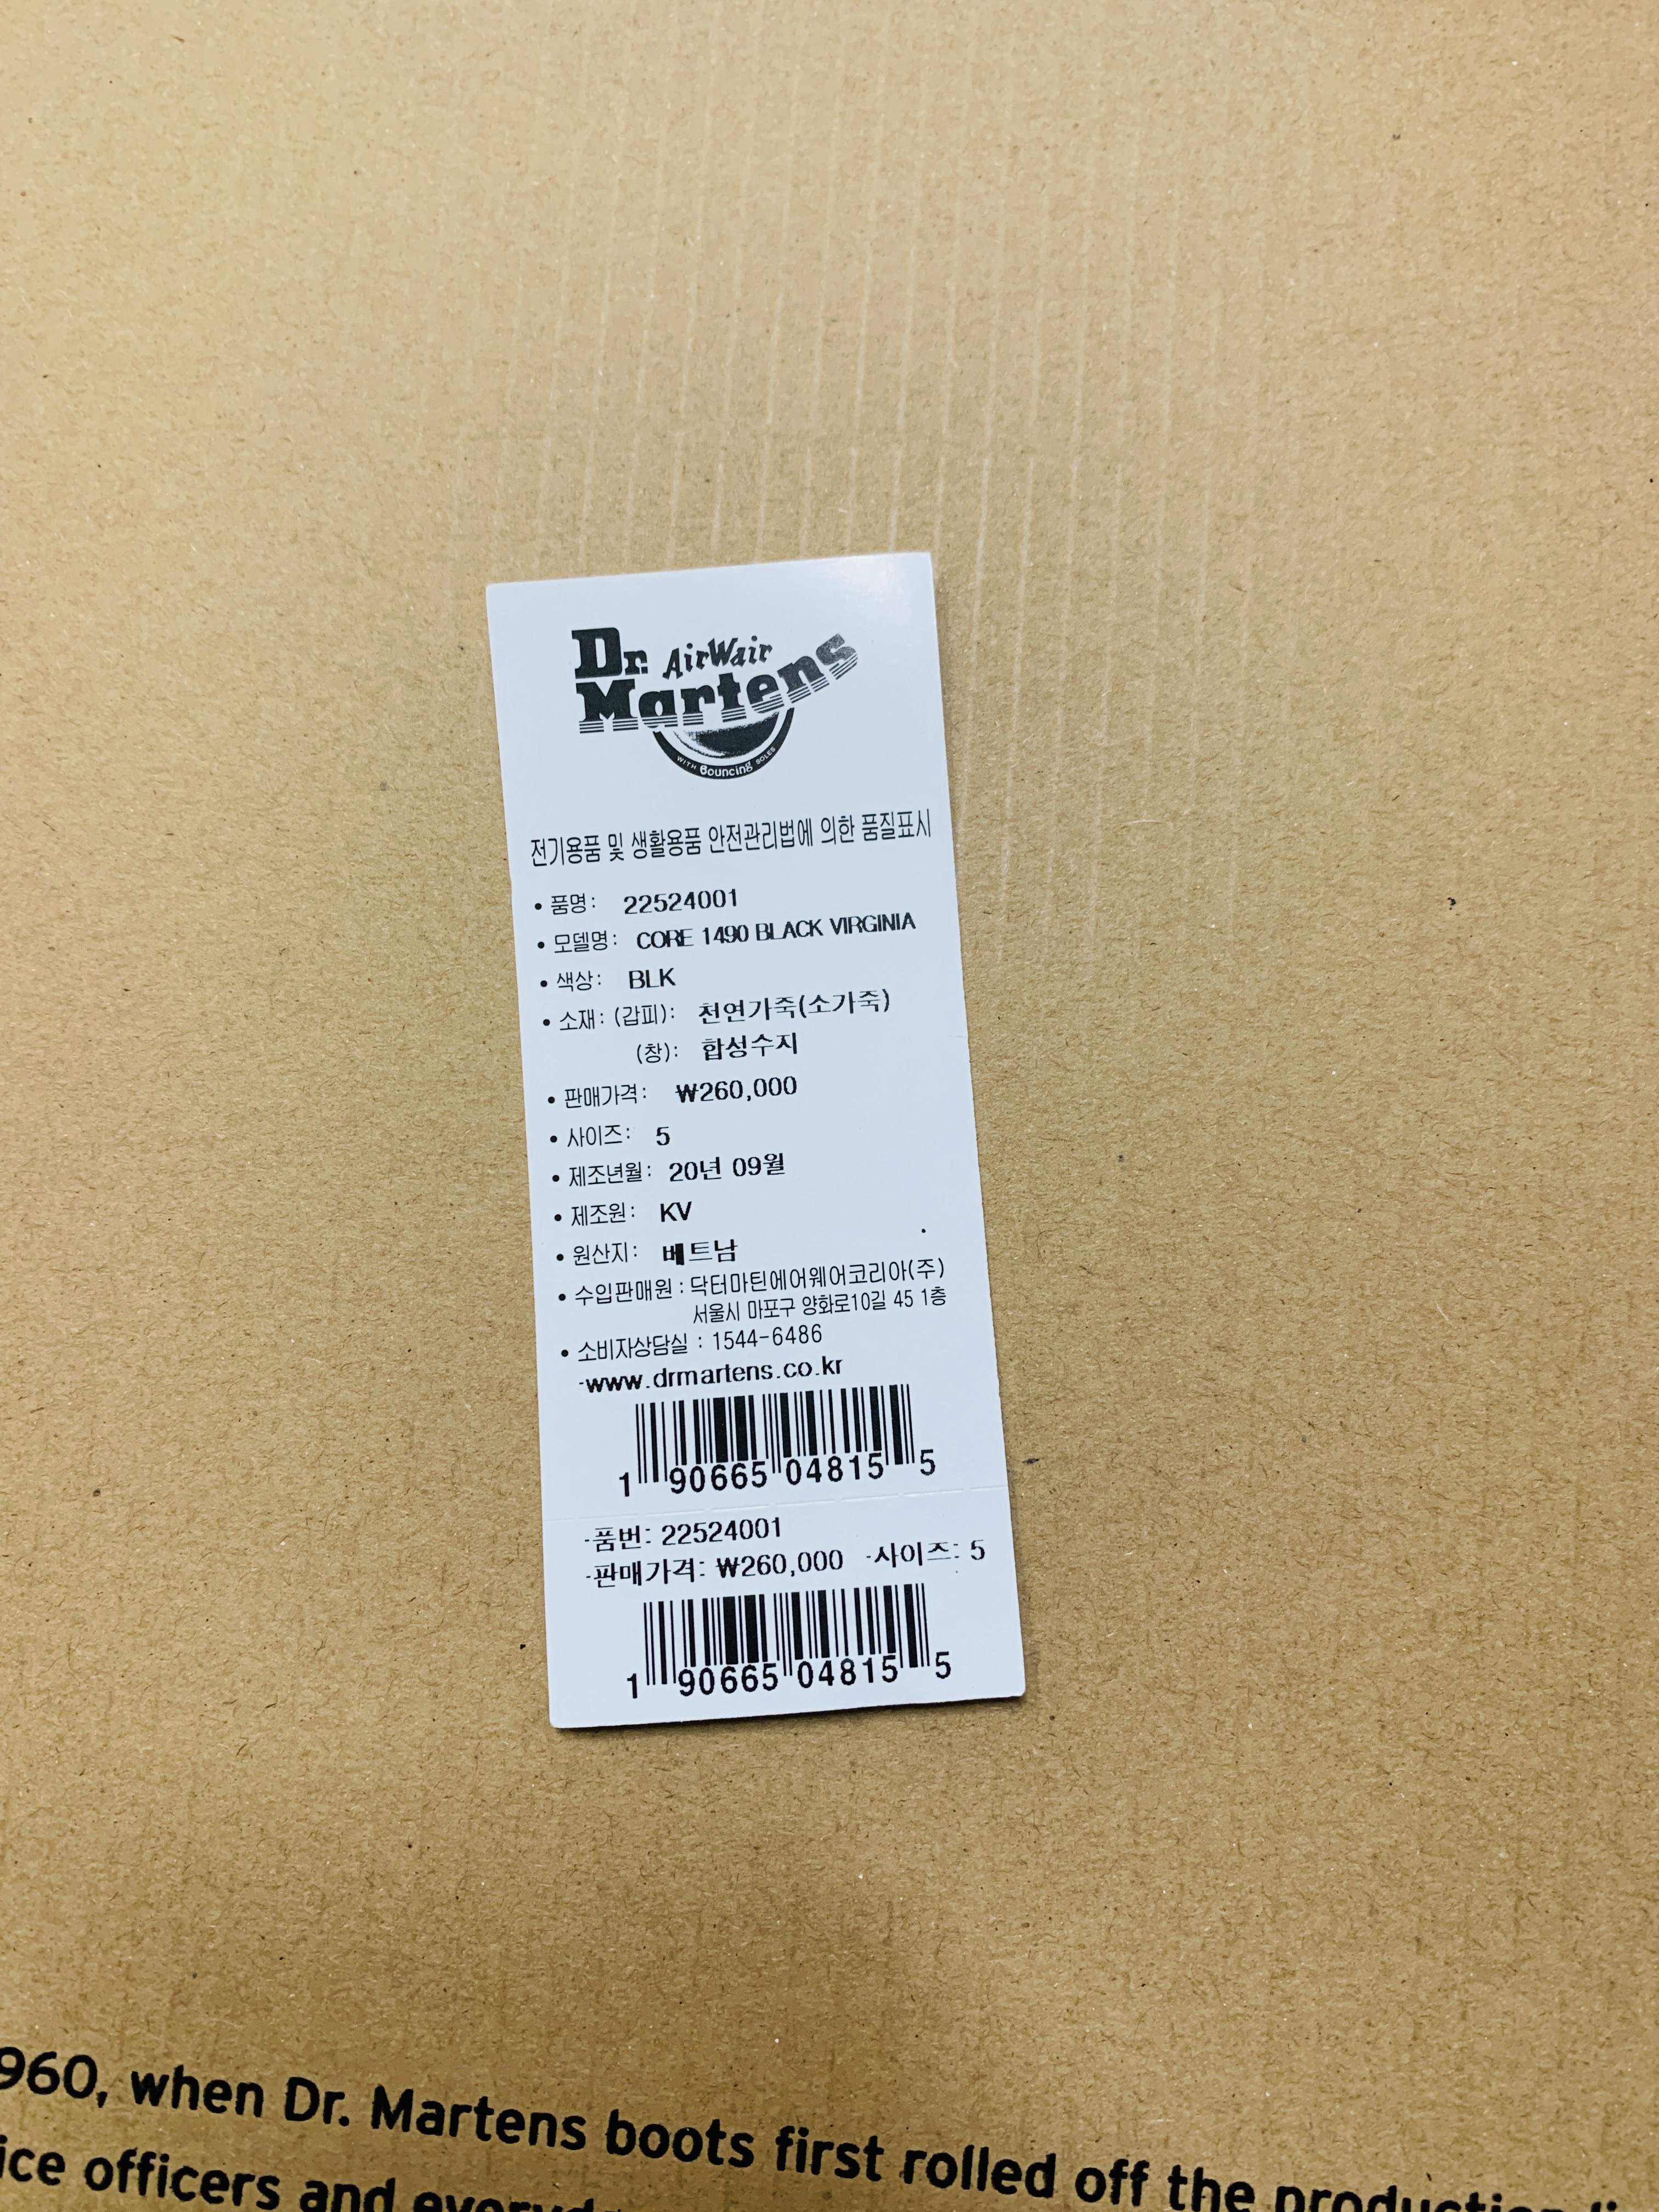 Dr. AirWair
Martens
WITH Bouncing SOLES
전기용품 및 생활용품 안전관리법에 의한 품질표시
• 품명: 22524001
• 모델명: CORE 1490 BLACK VIRGINIA
• 색상: BLK
• 소재: (갑피): 천연가죽(소가죽)
(창): 합성수지
• 판매가격: ₩260,000
• 사이즈: 5
• 제조년월: 20년 09월
• 제조원: KV
• 원산지: 베트남
• 수입판매원 : 닥터마틴에어웨어코리아(주)
서울시 마포구 양화로10길 45 1층
• 소비자상담실 : 1544-6486
-www.drmartens.co.kr
1 90665 04815 5
-품번: 22524001
-판매가격: ₩260,000 -사이즈: 5
1 90665 04815 5
960, when Dr. Martens boots first rolled off the production
ice officers and